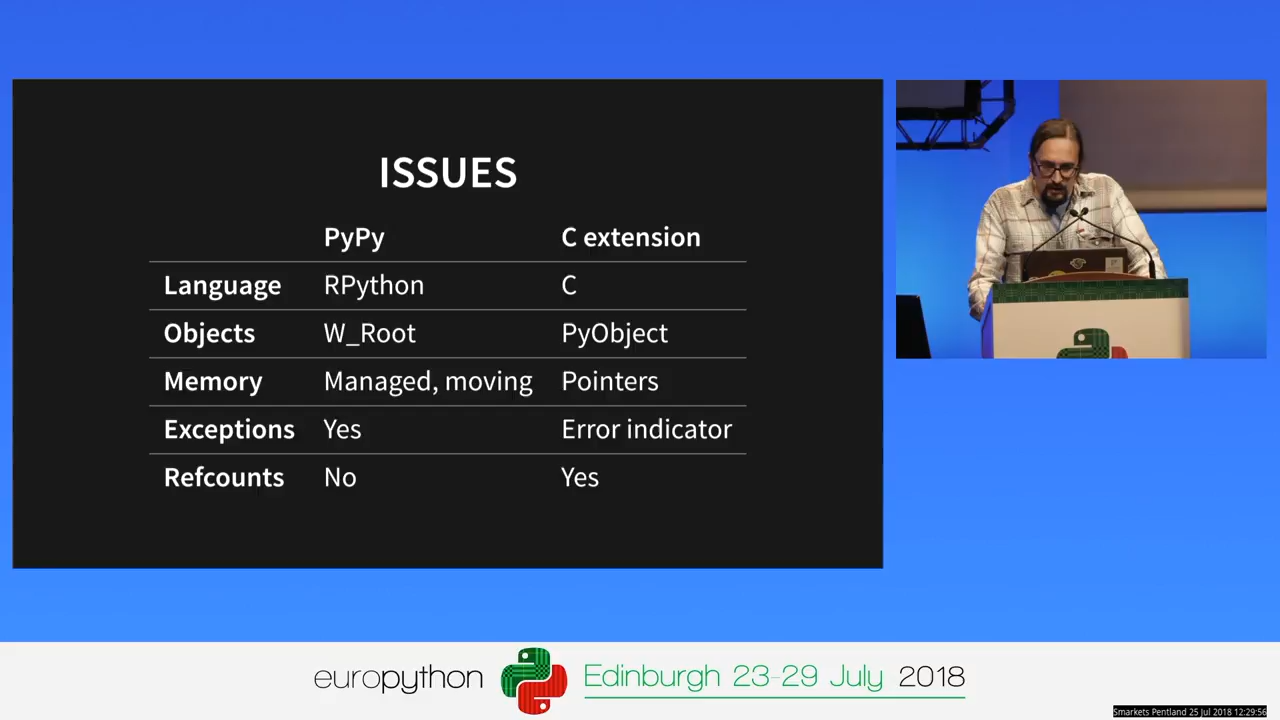 ISSUES
PyPy C extension
Language RPython C
Objects W_Root PyObject
Memory Managed, moving Pointers
Exceptions Yes Error indicator
Refcounts No Yes
europython Edinburgh 23-29 July 2018
Smarkets Pentland 25 Jul 2018 12:29:56